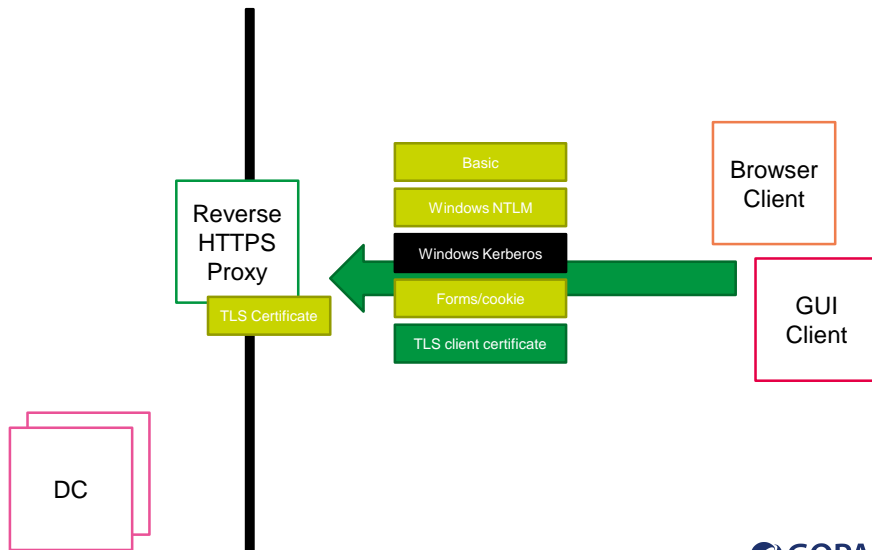 Basic
Windows NTLM
Windows Kerberos
Forms/cookie
TLS client certificate
Reverse
HTTPS
Proxy
TLS Certificate
Browser
Client
GUI
Client
DC